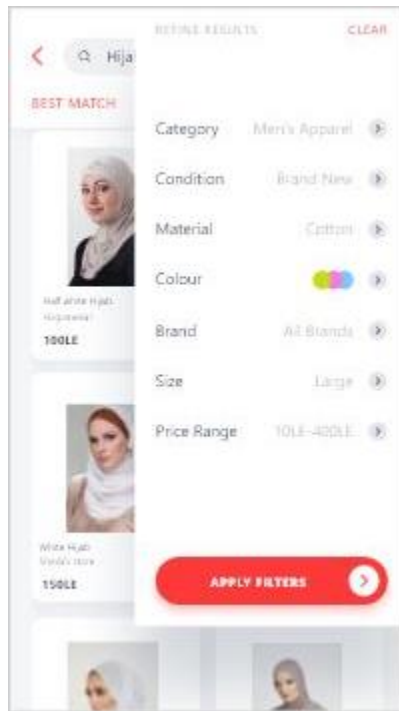 REFINE RESULTS
CLEAR
Hija
BEST MATCH
Category Men's Apparel
Condition Brand New
Material Cotton
Colour
Brand All Brands
Size Large
Price Range 10LE-400LE
Half white Hijab
100LE
White Hijab
150LE
APPLY FILTERS